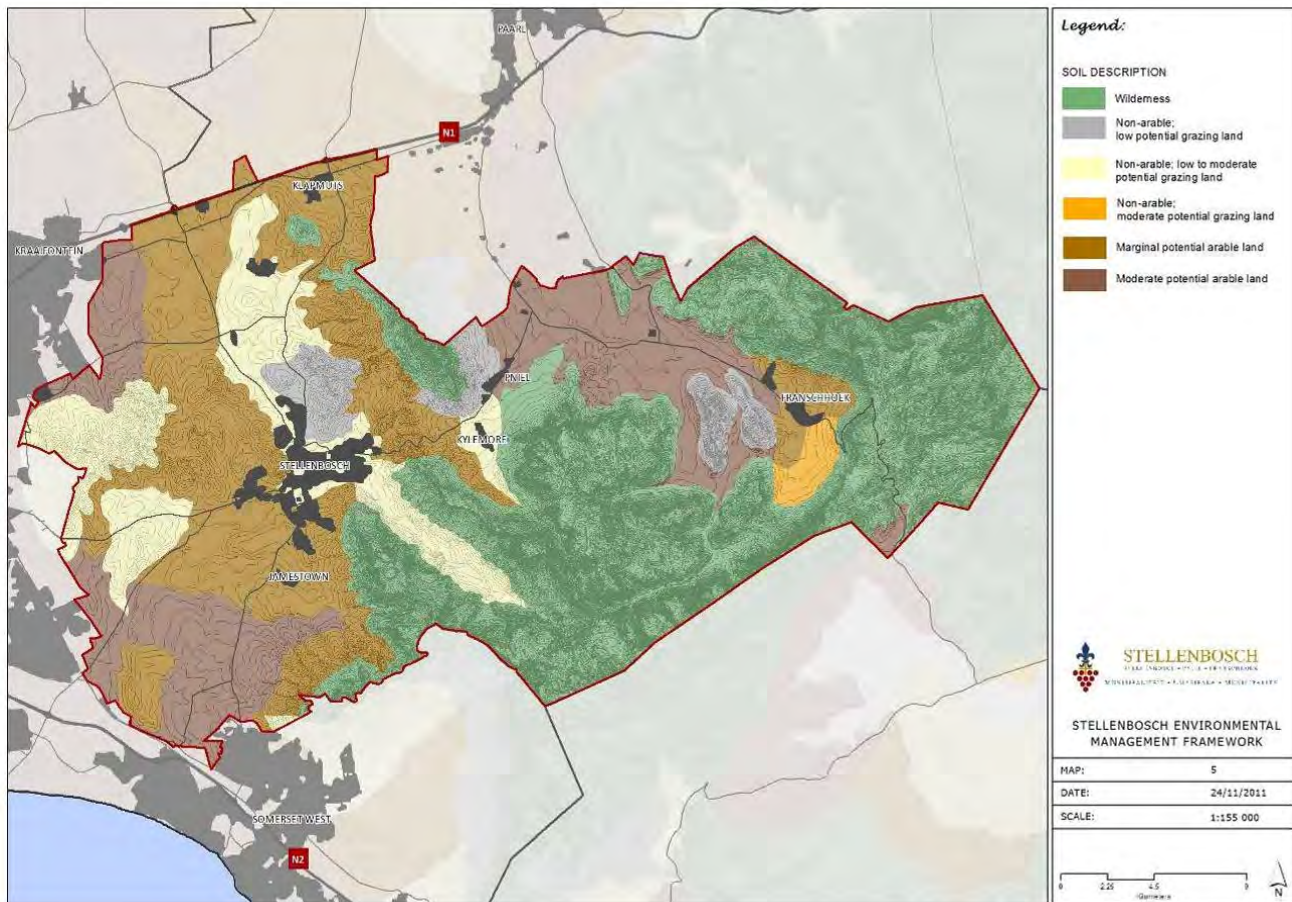 PAARL
N1
KLAPMUTS
KRAAIFONTEIN
PNIEL
FRANSCHHOEK
KYLEMORE
STELLENBOSCH
JAMESTOWN
SOMERSET WEST
N2
Legend:
SOIL DESCRIPTION
Wilderness
Non-arable;
low potential grazing land
Non-arable; low to moderate
potential grazing land
Non-arable;
moderate potential grazing land
Marginal potential arable land
Moderate potential arable land
STELLENBOSCH
STELLENBOSCH ENVIRONMENTAL
MANAGEMENT FRAMEWORK
MAP: 5
DATE: 24/11/2011
SCALE: 1:155 000
0 2.25 4.5 9
Kilometers
N